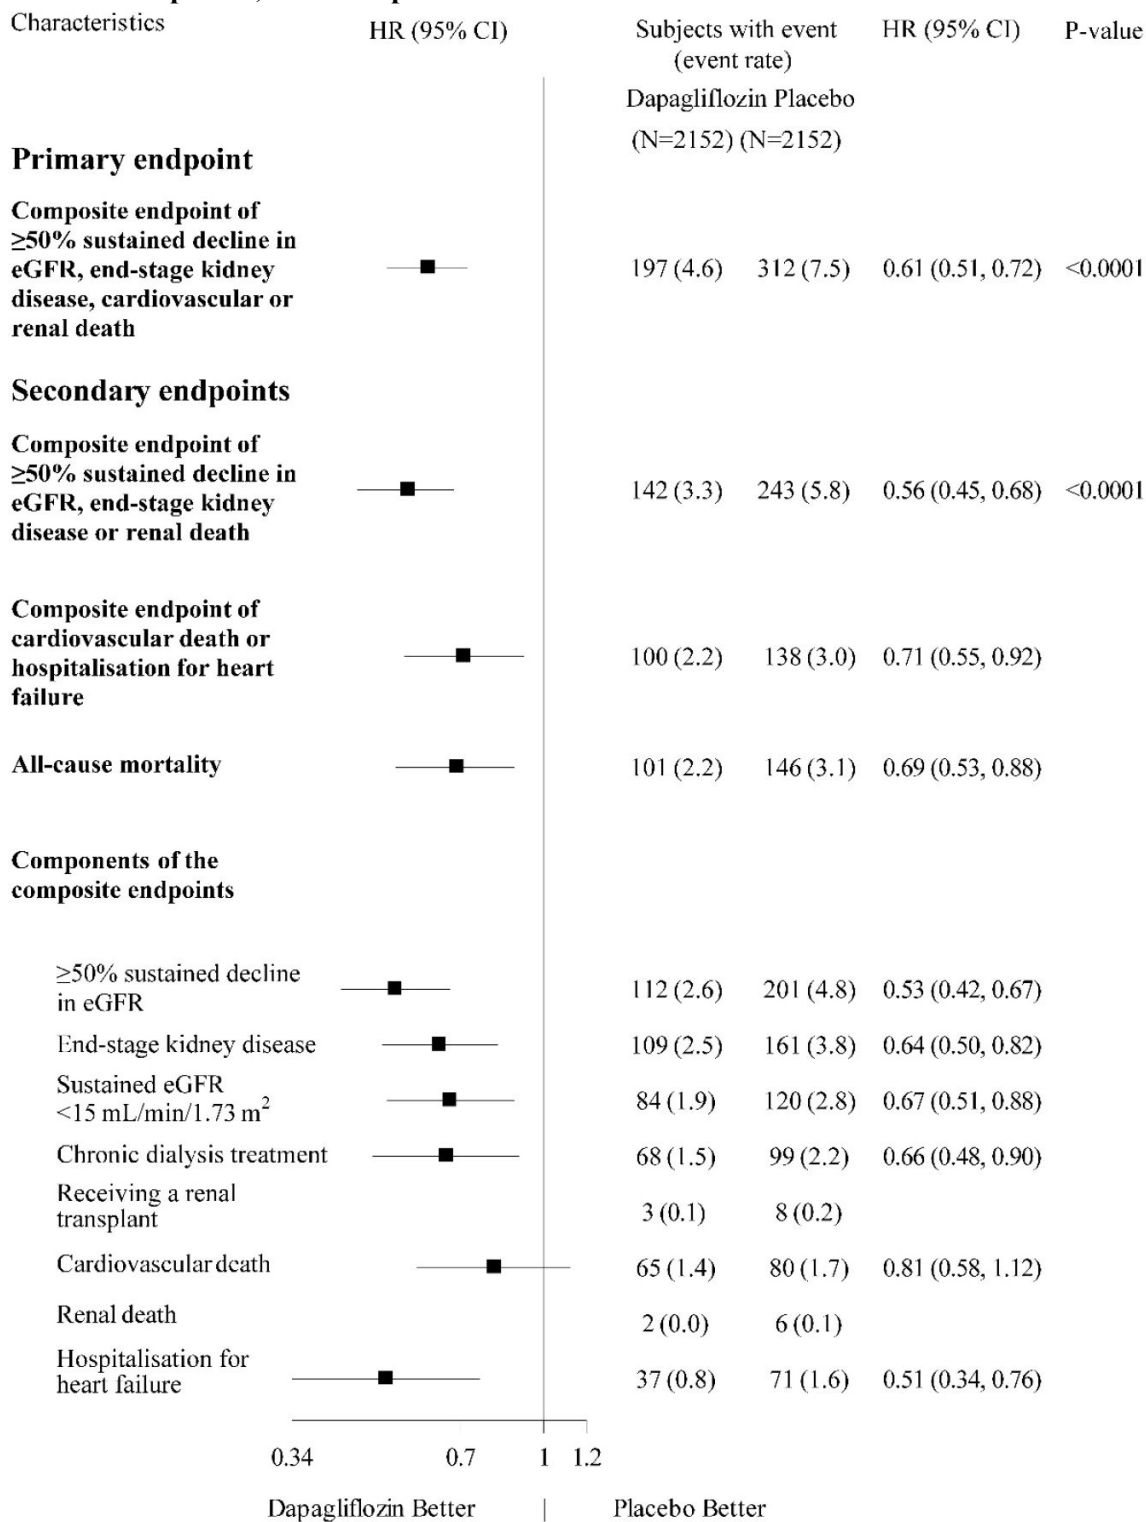 Characteristics HR (95% CI) Subjects with event HR (95% CI) P-value
(event rate)
Dapagliflozin Placebo
(N=2152) (N=2152)
Primary endpoint
Composite endpoint of
≥50% sustained decline in
eGFR, end-stage kidney
disease, cardiovascular or
renal death
197 (4.6) 312 (7.5) 0.61 (0.51, 0.72) <0.0001
Secondary endpoints
Composite endpoint of
≥50% sustained decline in
eGFR, end-stage kidney
disease or renal death
142 (3.3) 243 (5.8) 0.56 (0.45, 0.68) <0.0001
Composite endpoint of
cardiovascular death or
hospitalisation for heart
failure
100 (2.2) 138 (3.0) 0.71 (0.55, 0.92)
All-cause mortality 101 (2.2) 146 (3.1) 0.69 (0.53, 0.88)
Components of the
composite endpoints
≥50% sustained decline
in eGFR
112 (2.6) 201 (4.8) 0.53 (0.42, 0.67)
End-stage kidney disease 109 (2.5) 161 (3.8) 0.64 (0.50, 0.82)
Sustained eGFR
<15 mL/min/1.73 m²
84 (1.9) 120 (2.8) 0.67 (0.51, 0.88)
Chronic dialysis treatment 68 (1.5) 99 (2.2) 0.66 (0.48, 0.90)
Receiving a renal
transplant
3 (0.1) 8 (0.2)
Cardiovascular death 65 (1.4) 80 (1.7) 0.81 (0.58, 1.12)
Renal death 2 (0.0) 6 (0.1)
Hospitalisation for
heart failure
37 (0.8) 71 (1.6) 0.51 (0.34, 0.76)
0.34 0.7 1 1.2
Dapagliflozin Better | Placebo Better